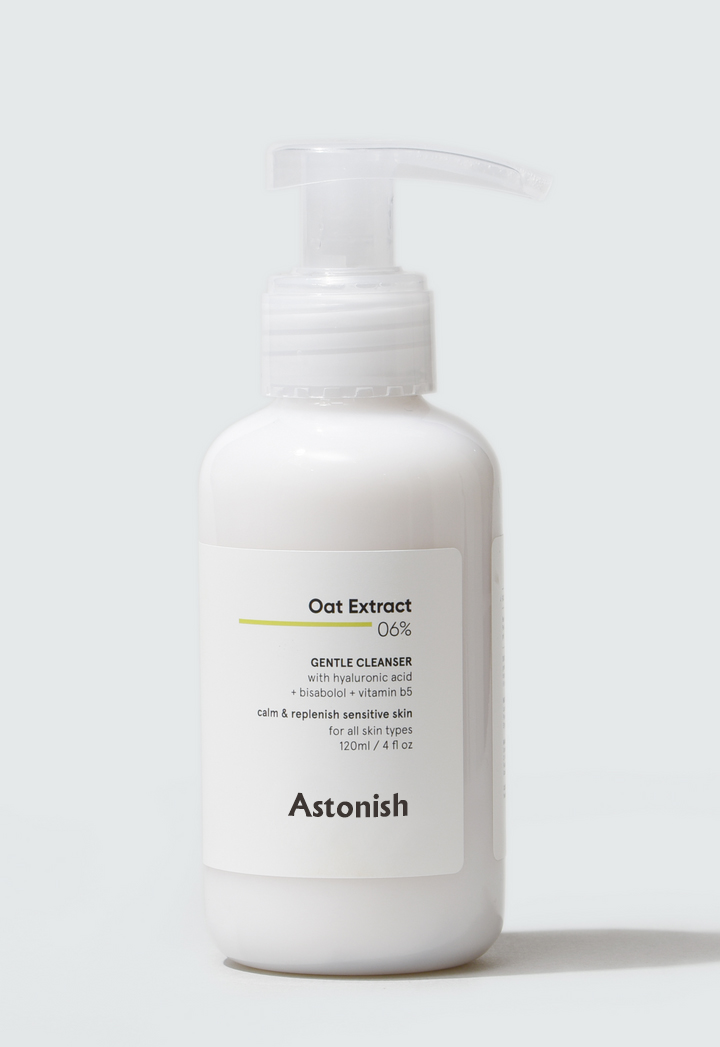 Oat Extract
06%
GENTLE CLEANSER
with hyaluronic acid
+ bisabolol + vitamin b5
calm & replenish sensitive skin
for all skin types
120ml / 4 fl oz
Astonish